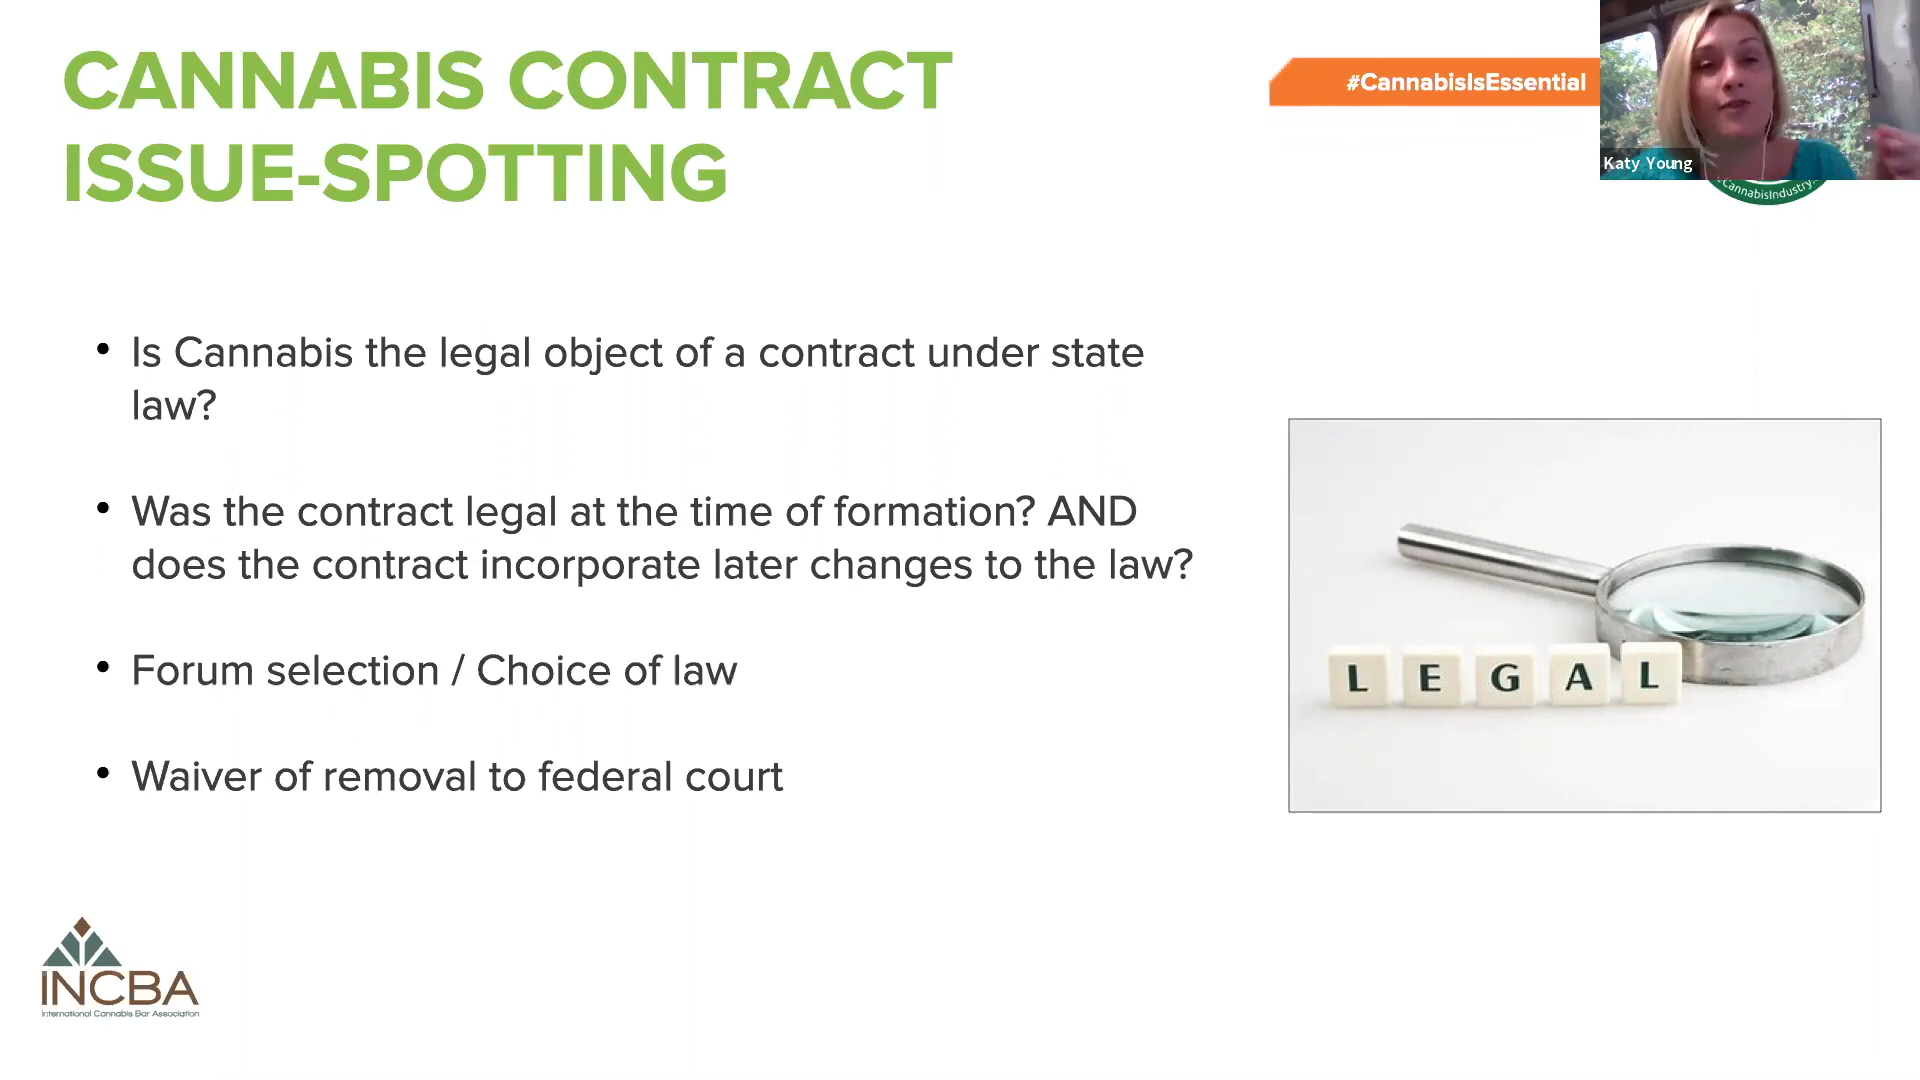 CANNABIS CONTRACT
ISSUE-SPOTTING
#CannabisIsEssential
Katy Young
CannabisIndustry.
• Is Cannabis the legal object of a contract under state
law?
• Was the contract legal at the time of formation? AND
does the contract incorporate later changes to the law?
• Forum selection / Choice of law
• Waiver of removal to federal court
LEGAL
INCBA
International Cannabis Bar Association